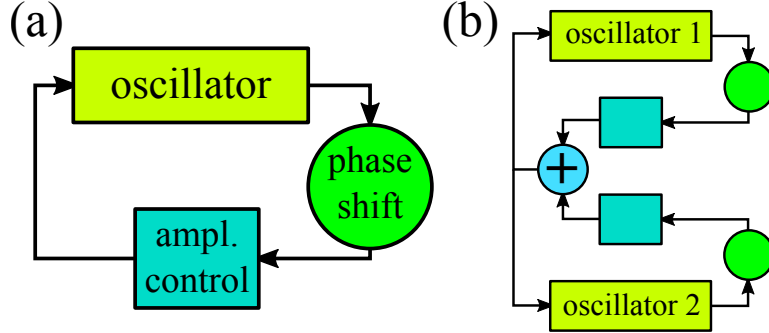 (a)
oscillator
phase
shift
ampl.
control
(b)
oscillator 1
+
oscillator 2